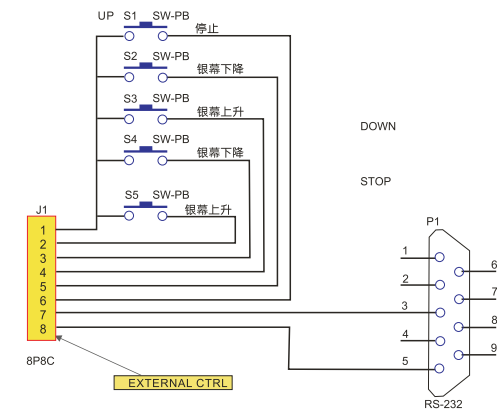 UP S1 SW-PB
停止
S2 SW-PB
银幕下降
S3 SW-PB
银幕上升
DOWN
S4 SW-PB
银幕下降
STOP
S5 SW-PB
银幕上升
J1
1
2
3
4
5
6
7
8
8P8C
EXTERNAL CTRL
P1
1
6
2
7
3
8
4
9
5
RS-232